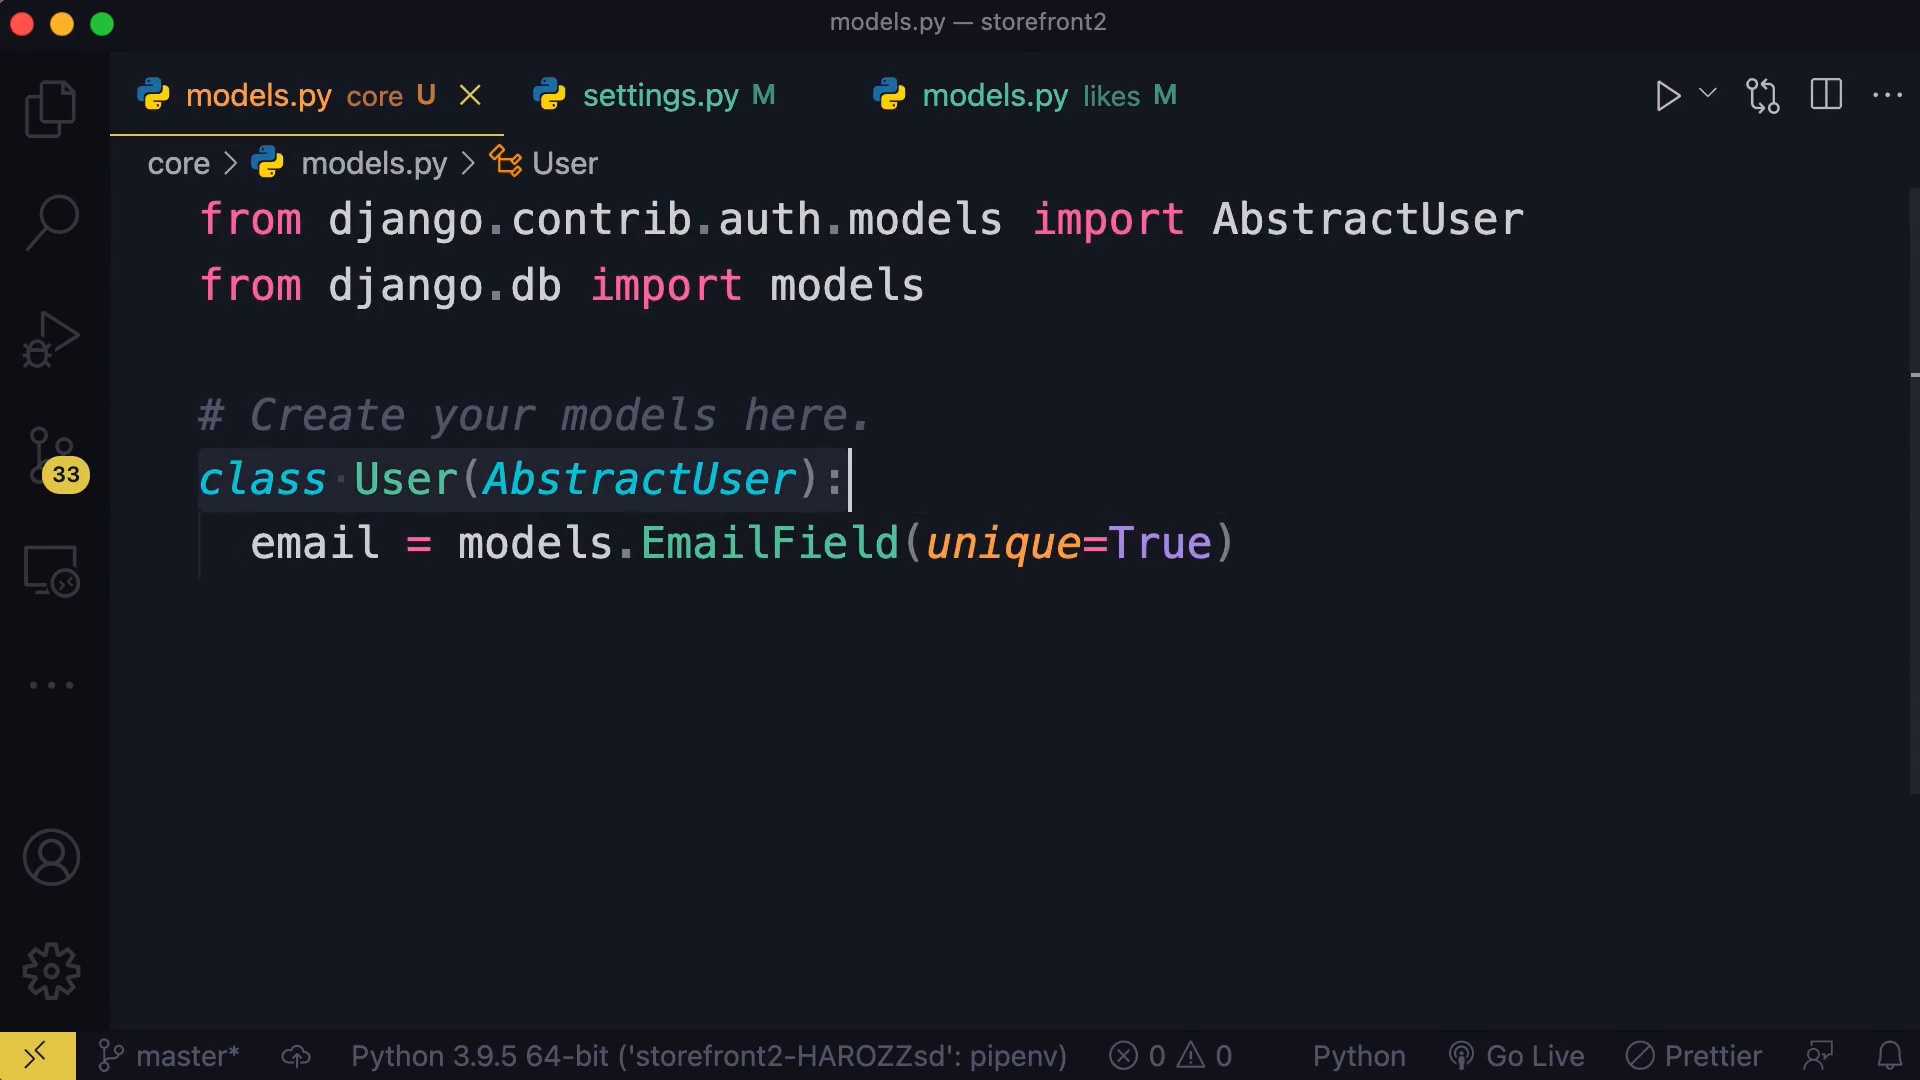 models.py — storefront2
models.py core U settings.py M models.py likes M
core > models.py > User
from django.contrib.auth.models import AbstractUser
from django.db import models
# Create your models here.
class User(AbstractUser):
email = models.EmailField(unique=True)
33
master* Python 3.9.5 64-bit ('storefront2-HAROZZsd': pipenv) 0 0 Python Go Live Prettier